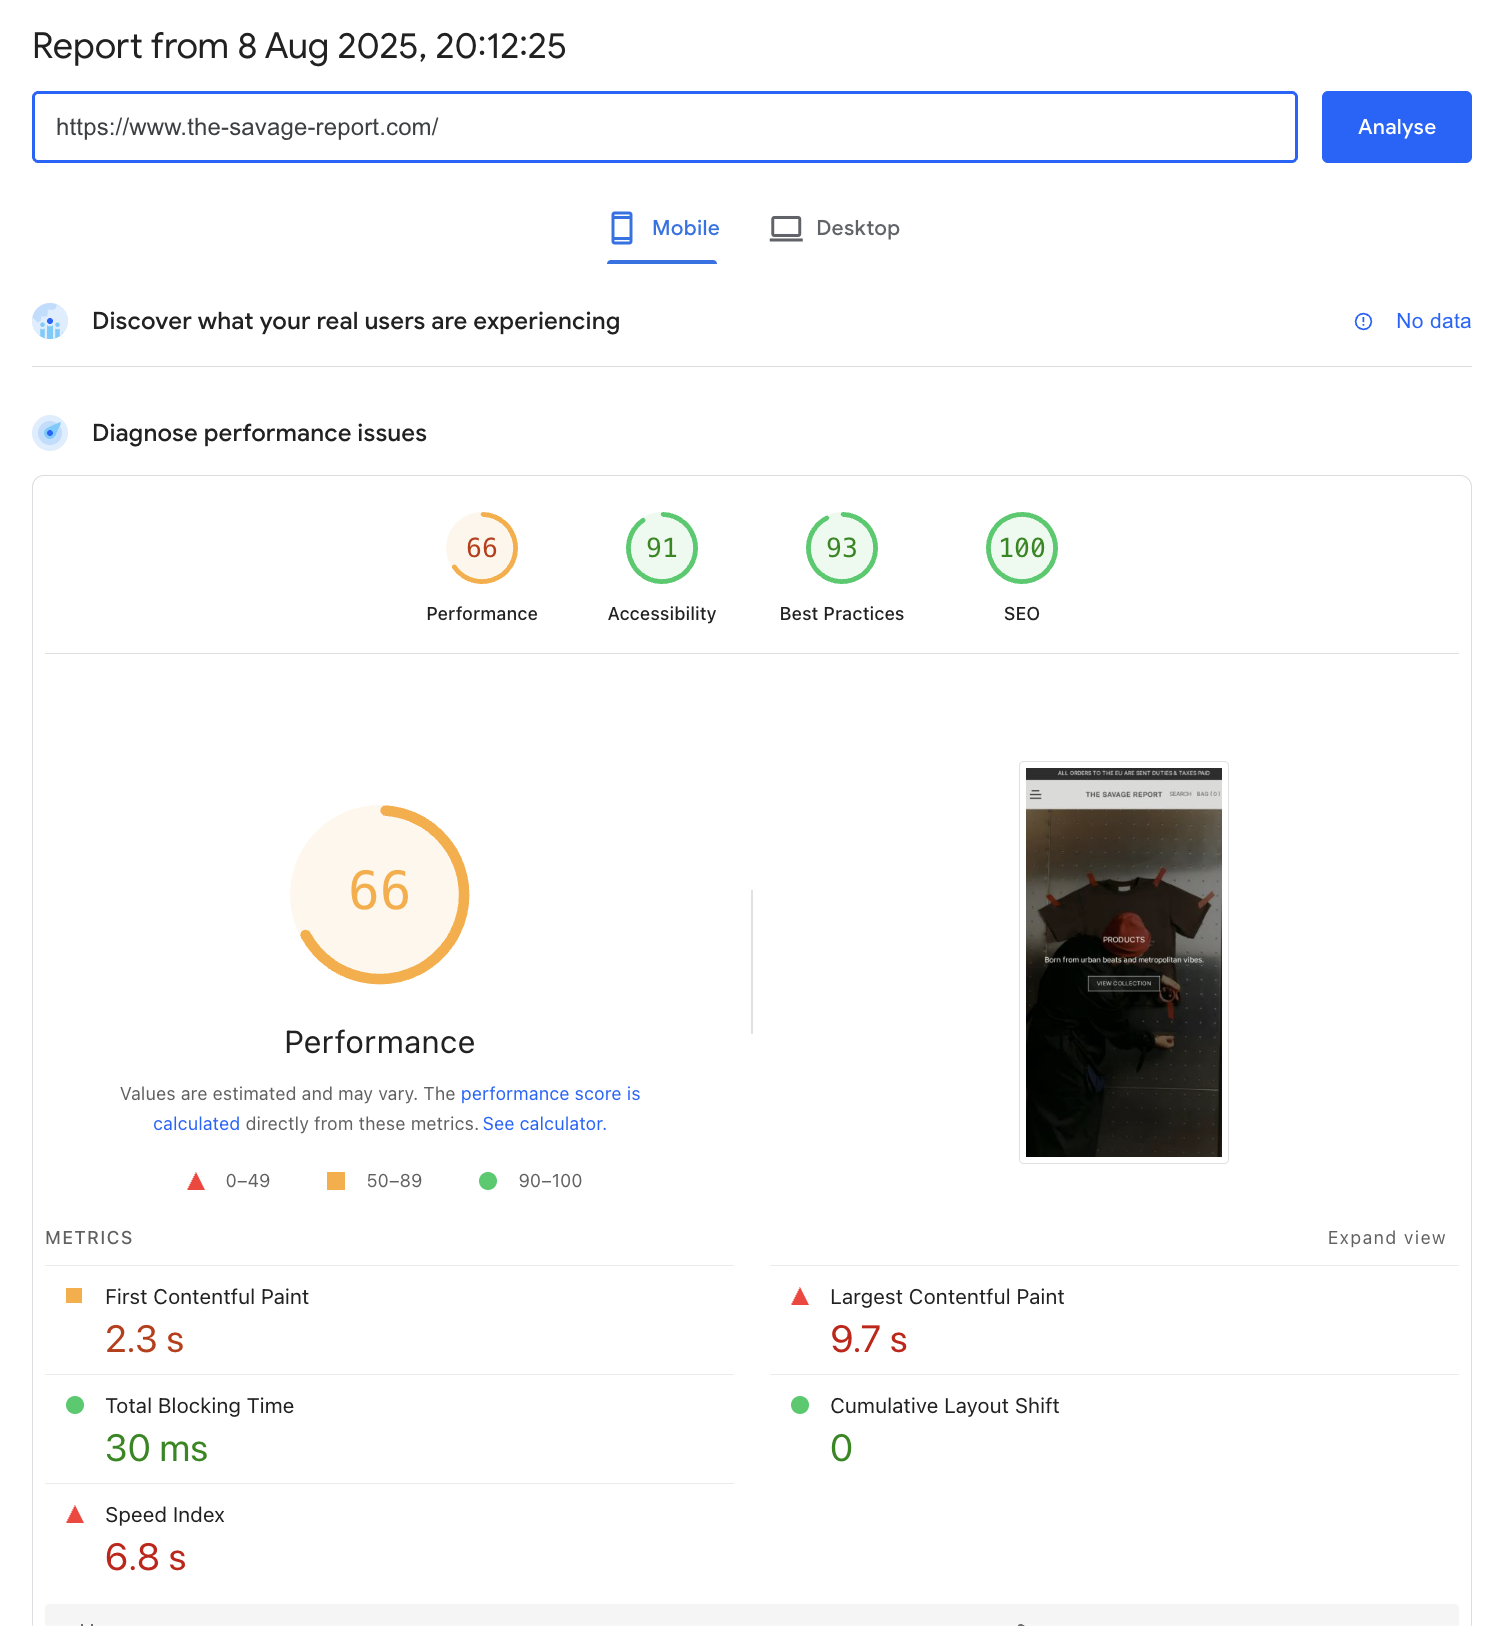 Report from 8 Aug 2025, 20:12:25
https://www.the-savage-report.com/
Analyse
Mobile
Desktop
Discover what your real users are experiencing
No data
Diagnose performance issues
66
91
93
100
Performance
Accessibility
Best Practices
SEO
66
Performance
Values are estimated and may vary. The performance score is
calculated directly from these metrics. See calculator.
0–49
50–89
90–100
ALL ORDERS TO THE EU ARE SENT DUTIES & TAXES PAID
THE SAVAGE REPORT SEARCH BAG (0)
PRODUCTS
Born from urban beats and metropolitan vibes.
VIEW COLLECTION
METRICS
Expand view
First Contentful Paint
2.3 s
Largest Contentful Paint
9.7 s
Total Blocking Time
30 ms
Cumulative Layout Shift
0
Speed Index
6.8 s